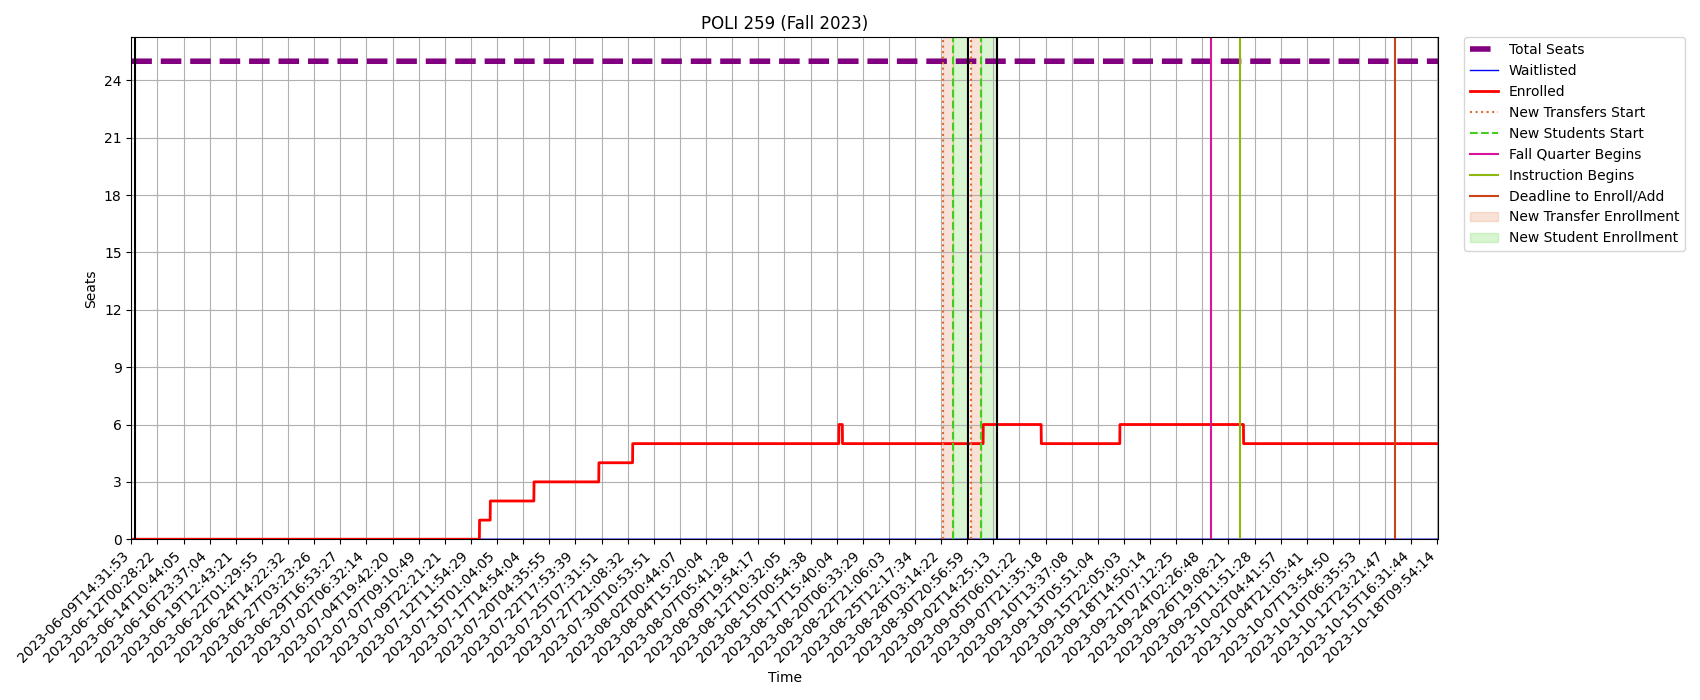 POLI 259 (Fall 2023)
Total Seats
Waitlisted
Enrolled
New Transfers Start
New Students Start
Fall Quarter Begins
Instruction Begins
Deadline to Enroll/Add
New Transfer Enrollment
New Student Enrollment
Seats
24
21
18
15
12
9
6
3
0
2023-06-09T14:31:53
2023-06-12T00:28:22
2023-06-14T10:44:05
2023-06-16T23:37:04
2023-06-19T12:43:21
2023-06-22T01:29:55
2023-06-24T14:22:32
2023-06-27T03:23:26
2023-06-29T16:53:27
2023-07-02T06:32:14
2023-07-04T19:42:20
2023-07-07T09:10:49
2023-07-09T22:21:21
2023-07-12T11:54:29
2023-07-15T01:04:05
2023-07-17T14:54:04
2023-07-20T04:35:55
2023-07-22T17:53:39
2023-07-25T07:31:51
2023-07-27T21:08:32
2023-07-30T10:53:51
2023-08-02T00:44:07
2023-08-04T15:20:04
2023-08-07T05:41:28
2023-08-09T19:54:17
2023-08-12T10:32:05
2023-08-15T00:54:38
2023-08-17T15:40:04
2023-08-20T06:33:29
2023-08-22T21:06:03
2023-08-25T12:17:34
2023-08-28T03:14:22
2023-08-30T20:56:59
2023-09-02T14:25:13
2023-09-05T06:01:22
2023-09-07T21:35:18
2023-09-10T13:37:08
2023-09-13T05:51:04
2023-09-15T22:05:03
2023-09-18T14:50:14
2023-09-21T07:12:25
2023-09-24T02:26:48
2023-09-26T19:08:21
2023-09-29T11:51:28
2023-10-02T04:41:57
2023-10-04T21:05:41
2023-10-07T13:54:50
2023-10-10T06:35:53
2023-10-12T23:21:47
2023-10-15T16:31:44
2023-10-18T09:54:14
Time